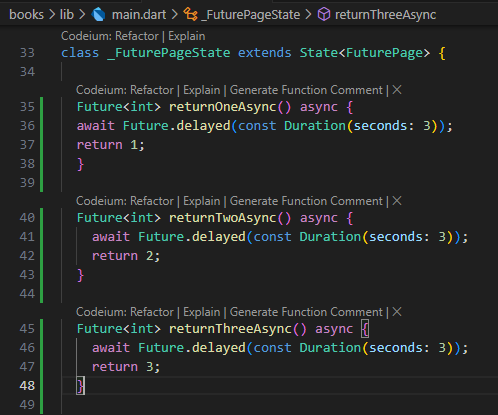 books > lib > main.dart > _FuturePageState > returnThreeAsync
Codeium: Refactor | Explain
33 class _FuturePageState extends State<FuturePage> {
34
Codeium: Refactor | Explain | Generate Function Comment | ×
35 Future<int> returnOneAsync() async {
36 await Future.delayed(const Duration(seconds: 3));
37 return 1;
38 }
39
Codeium: Refactor | Explain | Generate Function Comment | ×
40 Future<int> returnTwoAsync() async {
41 await Future.delayed(const Duration(seconds: 3));
42 return 2;
43 }
44
Codeium: Refactor | Explain | Generate Function Comment | ×
45 Future<int> returnThreeAsync() async {
46 await Future.delayed(const Duration(seconds: 3));
47 return 3;
48 }
49